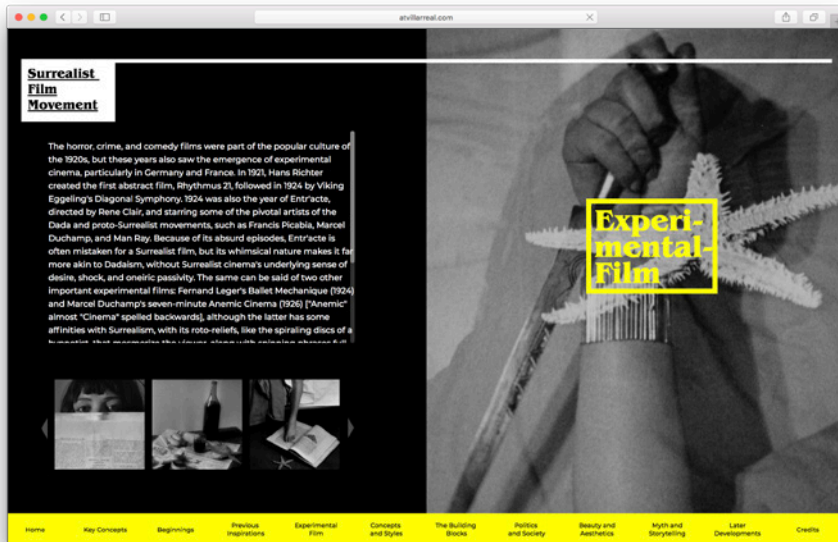 atvillarreal.com
Surrealist
Film
Movement
The horror, crime, and comedy films were part of the popular culture of
the 1920s, but these years also saw the emergence of experimental
cinema, particularly in Germany and France. In 1921, Hans Richter
created the first abstract film, Rhythmus 21, followed in 1924 by Viking
Eggeling's Diagonal Symphony. 1924 was also the year of Entr'acte,
directed by Rene Clair, and starring some of the pivotal artists of the
Dada and proto-Surrealist movements, such as Francis Picabia, Marcel
Duchamp, and Man Ray. Because of its absurd episodes, Entr'acte is
often mistaken for a Surrealist film, but its whimsical nature makes it far
more akin to Dadaism, without Surrealist cinema's underlying sense of
desire, shock, and oneiric passivity. The same can be said of two other
important experimental films: Fernand Leger's Ballet Mechanique (1924)
and Marcel Duchamp's seven-minute Anemic Cinema (1926) ["Anemic"
almost "Cinema" spelled backwards], although the latter has some
affinities with Surrealism, with its roto-reliefs, like the spiraling discs of a
hypnotist, that mesmerize the viewer, along with spinning phrases full
Experi-
mental-
Film
Home
Key Concepts
Beginnings
Previous
Inspirations
Experimental
Film
Concepts
and Styles
The Building
Blocks
Politics
and Society
Beauty and
Aesthetics
Myth and
Storytelling
Later
Developments
Credits